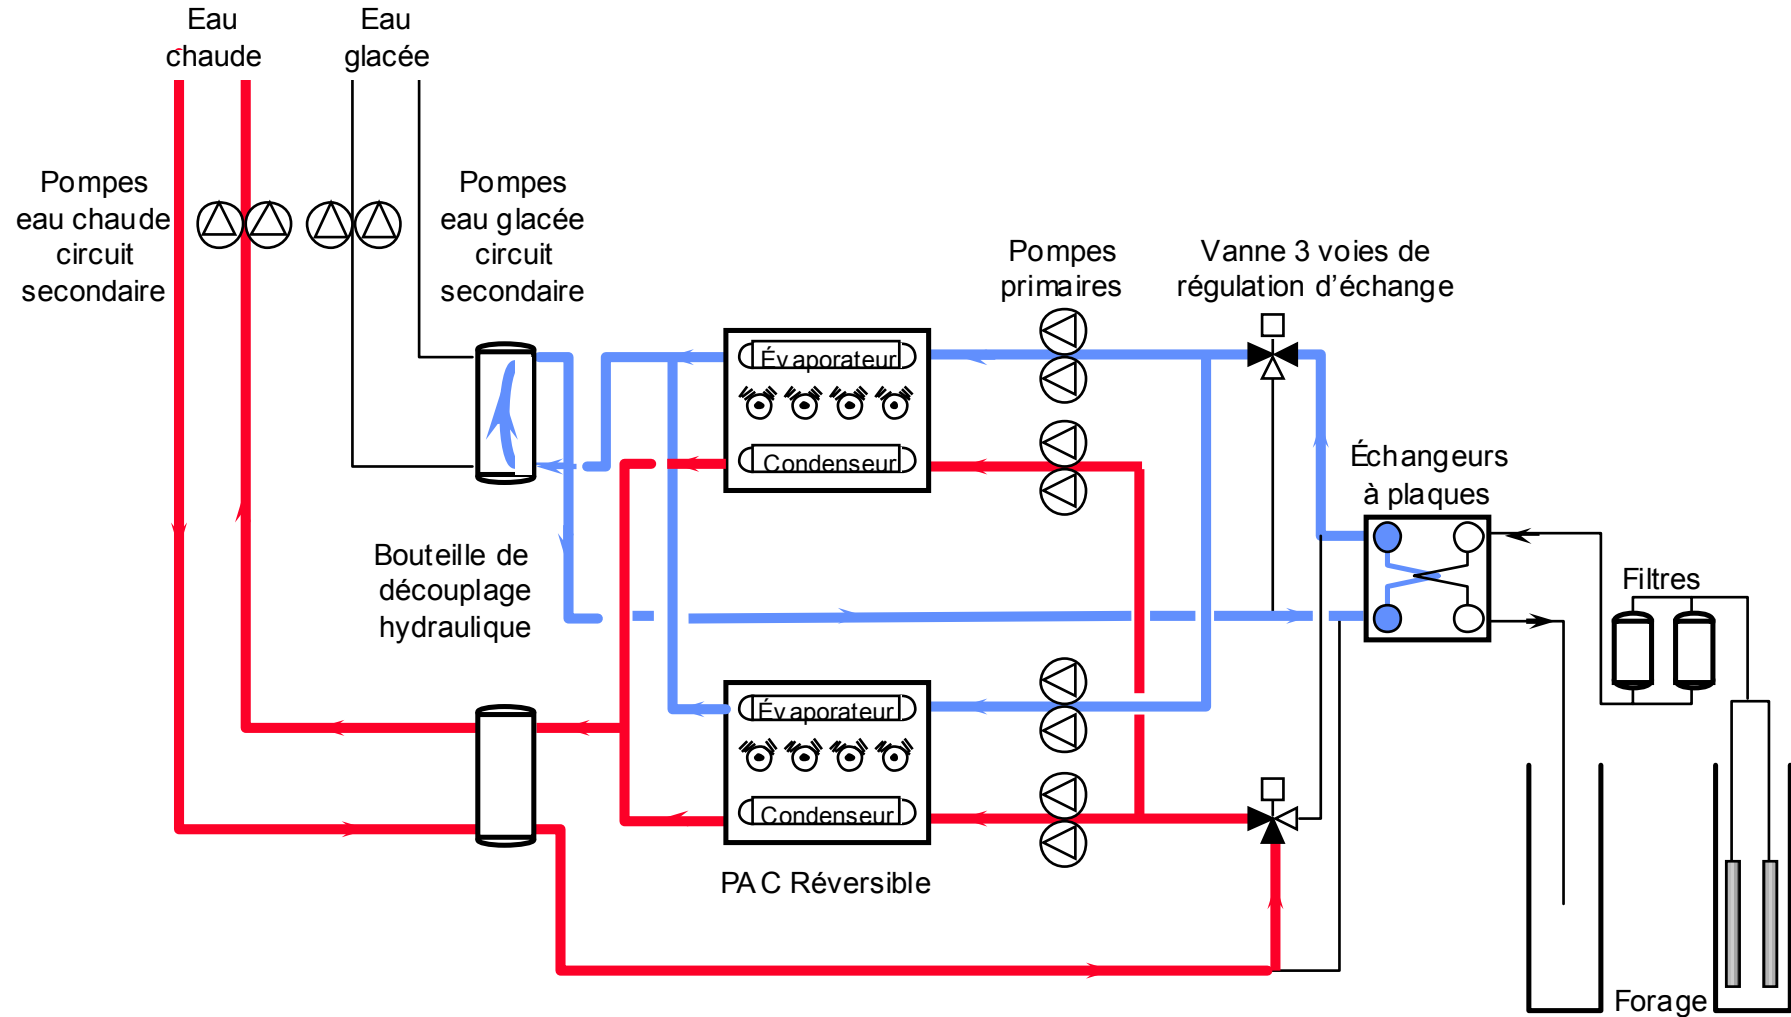 Eau
chaude
Eau
glacée
Pompes
eau chaude
circuit
secondaire
Pompes
eau glacée
circuit
secondaire
Pompes
primaires
Vanne 3 voies de
régulation d’échange
Évaporateur
Condenseur
Échangeurs
à plaques
Bouteille de
découplage
hydraulique
Filtres
Évaporateur
Condenseur
PAC Réversible
Forage